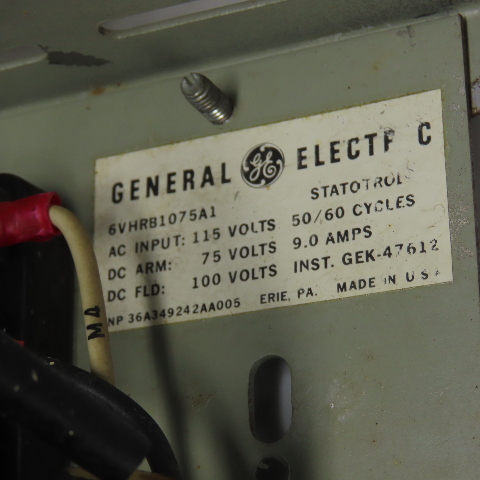 GENERAL GE ELECTR C
STATOTROL
6VHRB1075A1
AC INPUT: 115 VOLTS 50/60 CYCLES
DC ARM: 75 VOLTS 9.0 AMPS
DC FLD: 100 VOLTS INST. GEK-47612
NP 36A349242AA005 ERIE, PA. MADE IN USA
M4